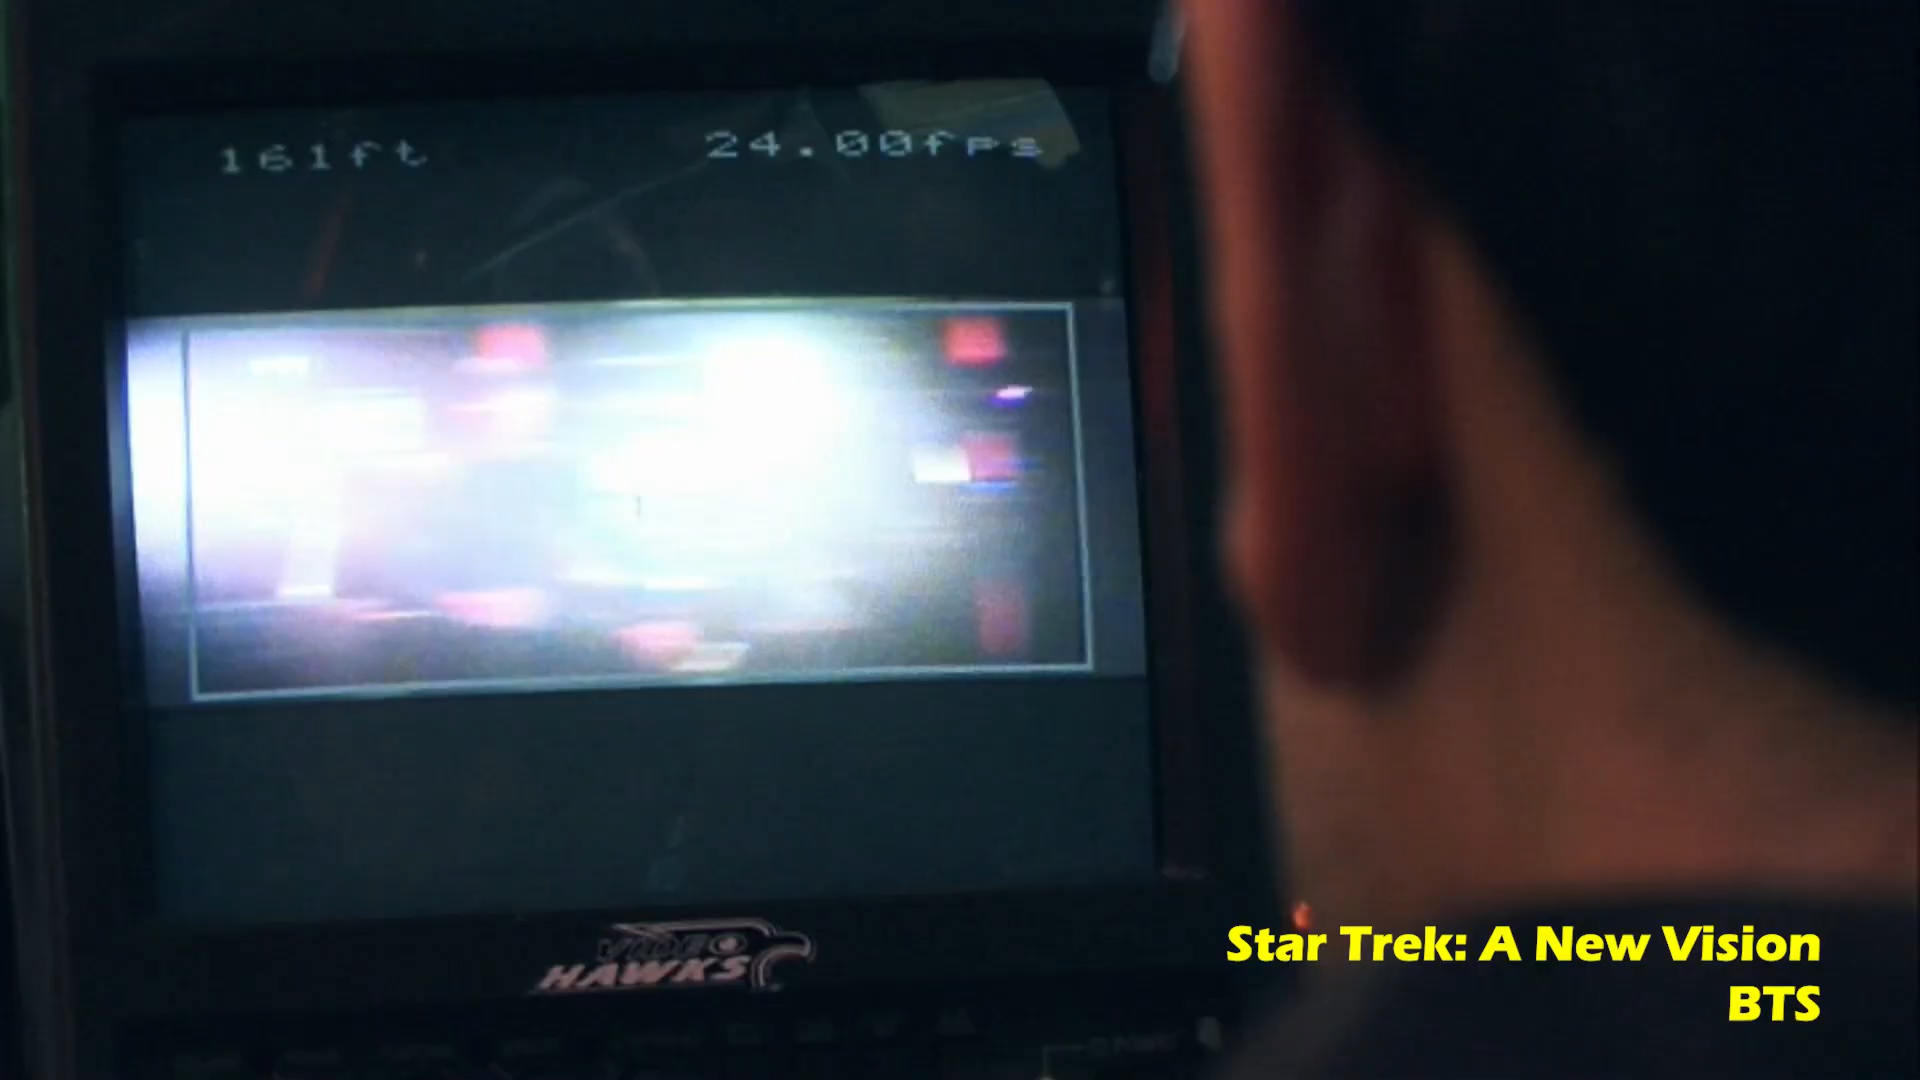 161ft 24.00fps
VIDEO
HAWKS
Star Trek: A New Vision
BTS